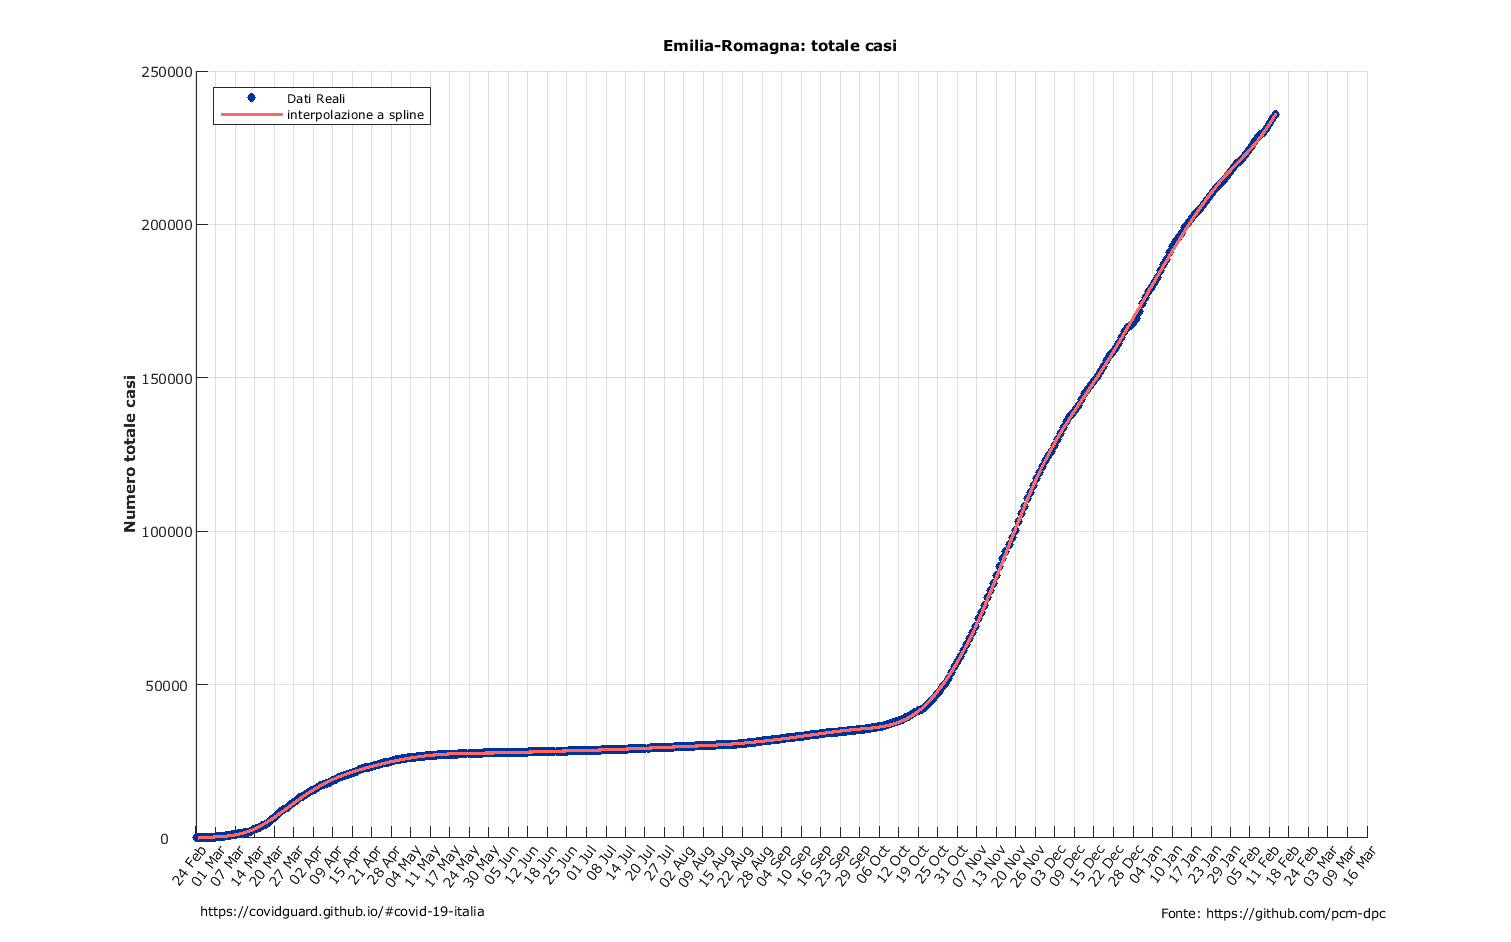 Emilia-Romagna: totale casi
250000
Dati Reali
interpolazione a spline
200000
150000
Numero totale casi
100000
50000
0
24 Feb
01 Mar
07 Mar
14 Mar
20 Mar
27 Mar
02 Apr
09 Apr
15 Apr
21 Apr
28 Apr
04 May
11 May
17 May
24 May
30 May
05 Jun
12 Jun
18 Jun
25 Jun
01 Jul
08 Jul
14 Jul
20 Jul
27 Jul
02 Aug
09 Aug
15 Aug
22 Aug
28 Aug
04 Sep
10 Sep
16 Sep
23 Sep
29 Sep
06 Oct
12 Oct
19 Oct
25 Oct
31 Oct
07 Nov
13 Nov
20 Nov
26 Nov
03 Dec
09 Dec
15 Dec
22 Dec
28 Dec
04 Jan
10 Jan
17 Jan
23 Jan
29 Jan
05 Feb
11 Feb
18 Feb
24 Feb
03 Mar
09 Mar
16 Mar
https://covidguard.github.io/#covid-19-italia
Fonte: https://github.com/pcm-dpc